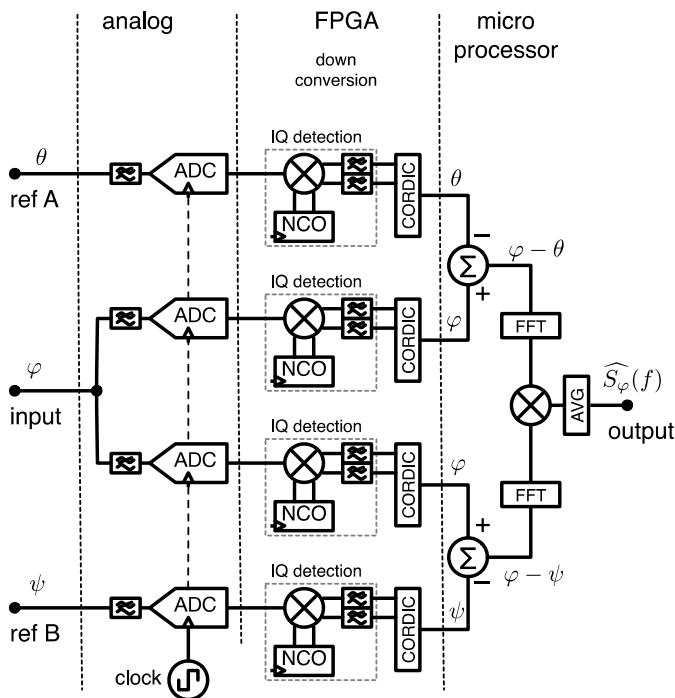 analog
FPGA
micro
processor
down
conversion
IQ detection
θ
ADC
NCO
CORDIC
θ
ref A
−
Σ
φ − θ
+
IQ detection
ADC
NCO
CORDIC
φ
FFT
φ
input
AVG
Ŝφ(f)
output
IQ detection
ADC
NCO
CORDIC
φ
FFT
+
Σ
φ − ψ
−
IQ detection
ψ
ADC
NCO
CORDIC
ψ
ref B
clock